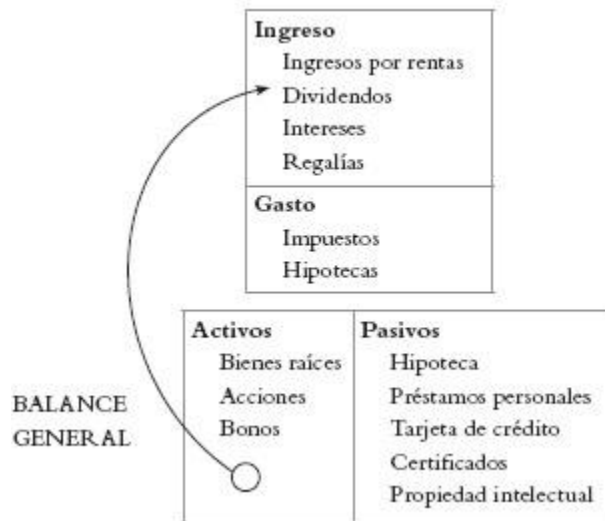 Ingreso
Ingresos por rentas
Dividendos
Intereses
Regalías
Gasto
Impuestos
Hipotecas
BALANCE
GENERAL
Activos
Bienes raíces
Acciones
Bonos
Pasivos
Hipoteca
Préstamos personales
Tarjeta de crédito
Certificados
Propiedad intelectual